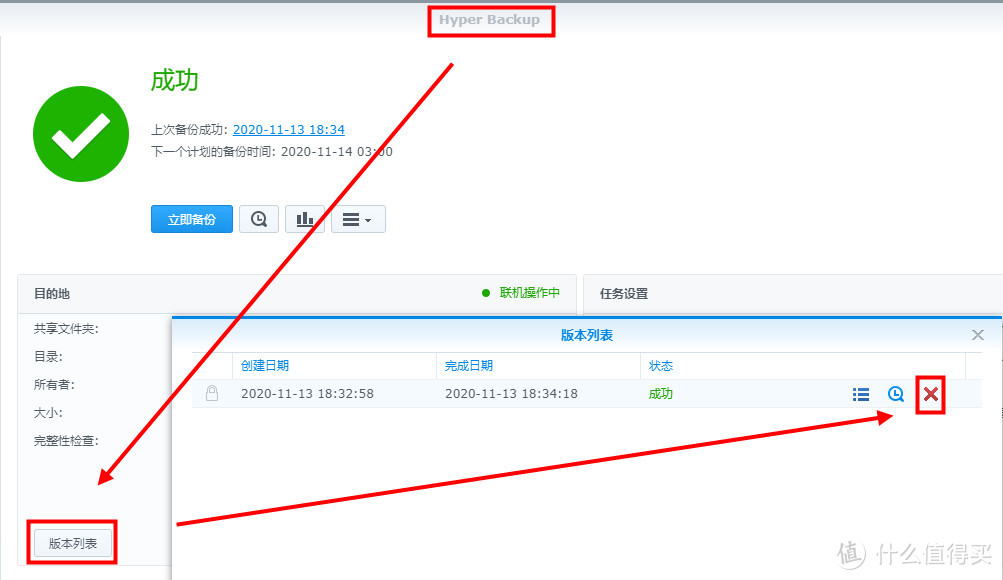 Hyper Backup
成功
上次备份成功: 2020-11-13 18:34
下一个计划的备份时间: 2020-11-14 03:00
立即备份
目的地
联机操作中
任务设置
共享文件夹:
目录:
所有者:
大小:
完整性检查:
版本列表
版本列表
创建日期 完成日期 状态
2020-11-13 18:32:58 2020-11-13 18:34:18 成功
值 什么值得买